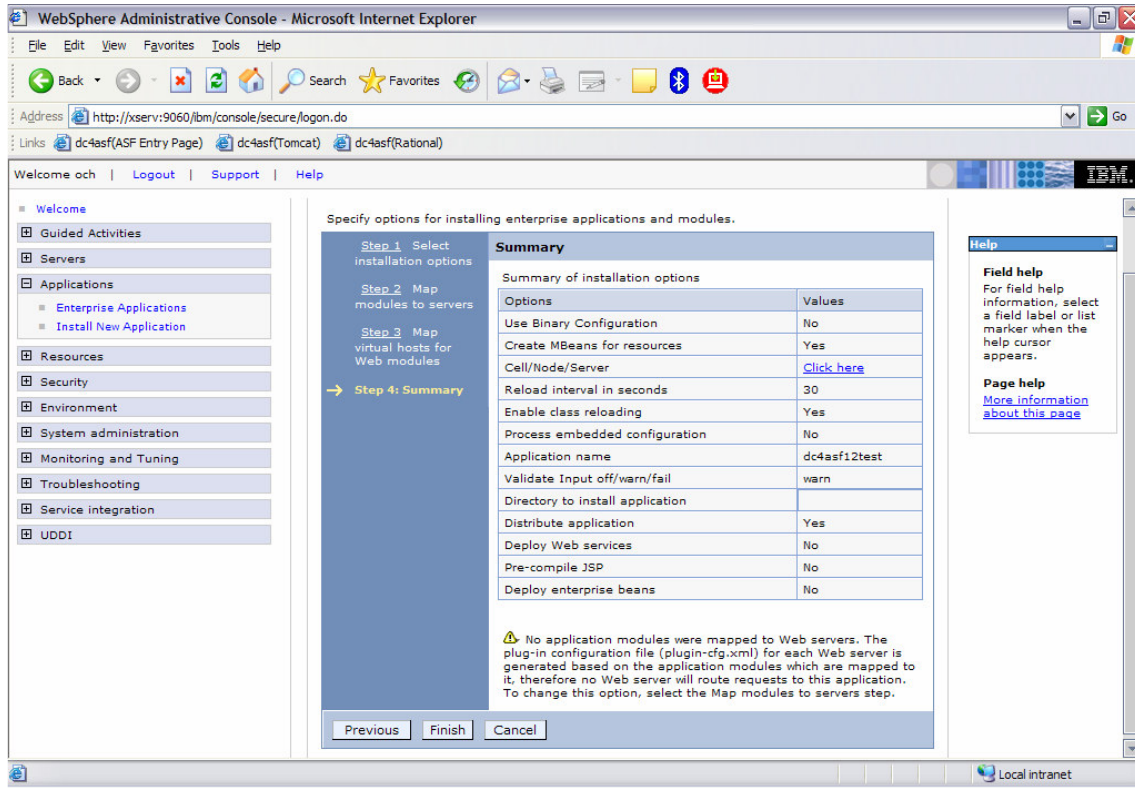 WebSphere Administrative Console - Microsoft Internet Explorer
File Edit View Favorites Tools Help
Back Search Favorites
Address http://xserv:9060/ibm/console/secure/logon.do Go
Links dc4asf(ASF Entry Page) dc4asf(Tomcat) dc4asf(Rational)
Welcome och | Logout | Support | Help
IBM.
Welcome
Guided Activities
Servers
Applications
Enterprise Applications
Install New Application
Resources
Security
Environment
System administration
Monitoring and Tuning
Troubleshooting
Service integration
UDDI
Specify options for installing enterprise applications and modules.
Step 1 Select
installation options
Step 2 Map
modules to servers
Step 3 Map
virtual hosts for
Web modules
Step 4: Summary
Summary
Summary of installation options
Options Values
Use Binary Configuration No
Create MBeans for resources Yes
Cell/Node/Server Click here
Reload interval in seconds 30
Enable class reloading Yes
Process embedded configuration No
Application name dc4asf12test
Validate Input off/warn/fail warn
Directory to install application
Distribute application Yes
Deploy Web services No
Pre-compile JSP No
Deploy enterprise beans No
No application modules were mapped to Web servers. The
plug-in configuration file (plugin-cfg.xml) for each Web server is
generated based on the application modules which are mapped to
it, therefore no Web server will route requests to this application.
To change this option, select the Map modules to servers step.
Previous Finish Cancel
Help
Field help
For field help
information, select
a field label or list
marker when the
help cursor
appears.
Page help
More information
about this page
Local intranet